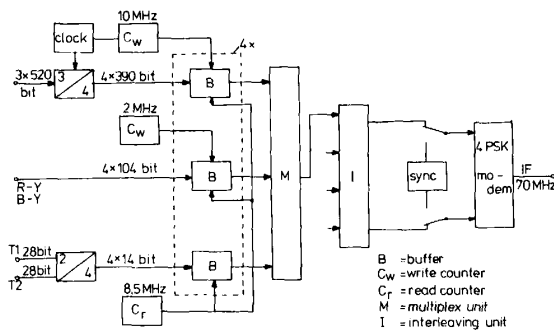 10 MHz
clock
Cw
4x
3×520
bit
3
4
4×390 bit
B
2 MHz
Cw
R-Y
B-Y
4×104 bit
B
M
I
sync
4 PSK
mo-
dem
IF
70 MHz
T1 28bit
28bit
T2
2
4
4×14 bit
B
8,5 MHz
Cr
B =buffer
Cw =write counter
Cr =read counter
M =multiplex unit
I =interleaving unit